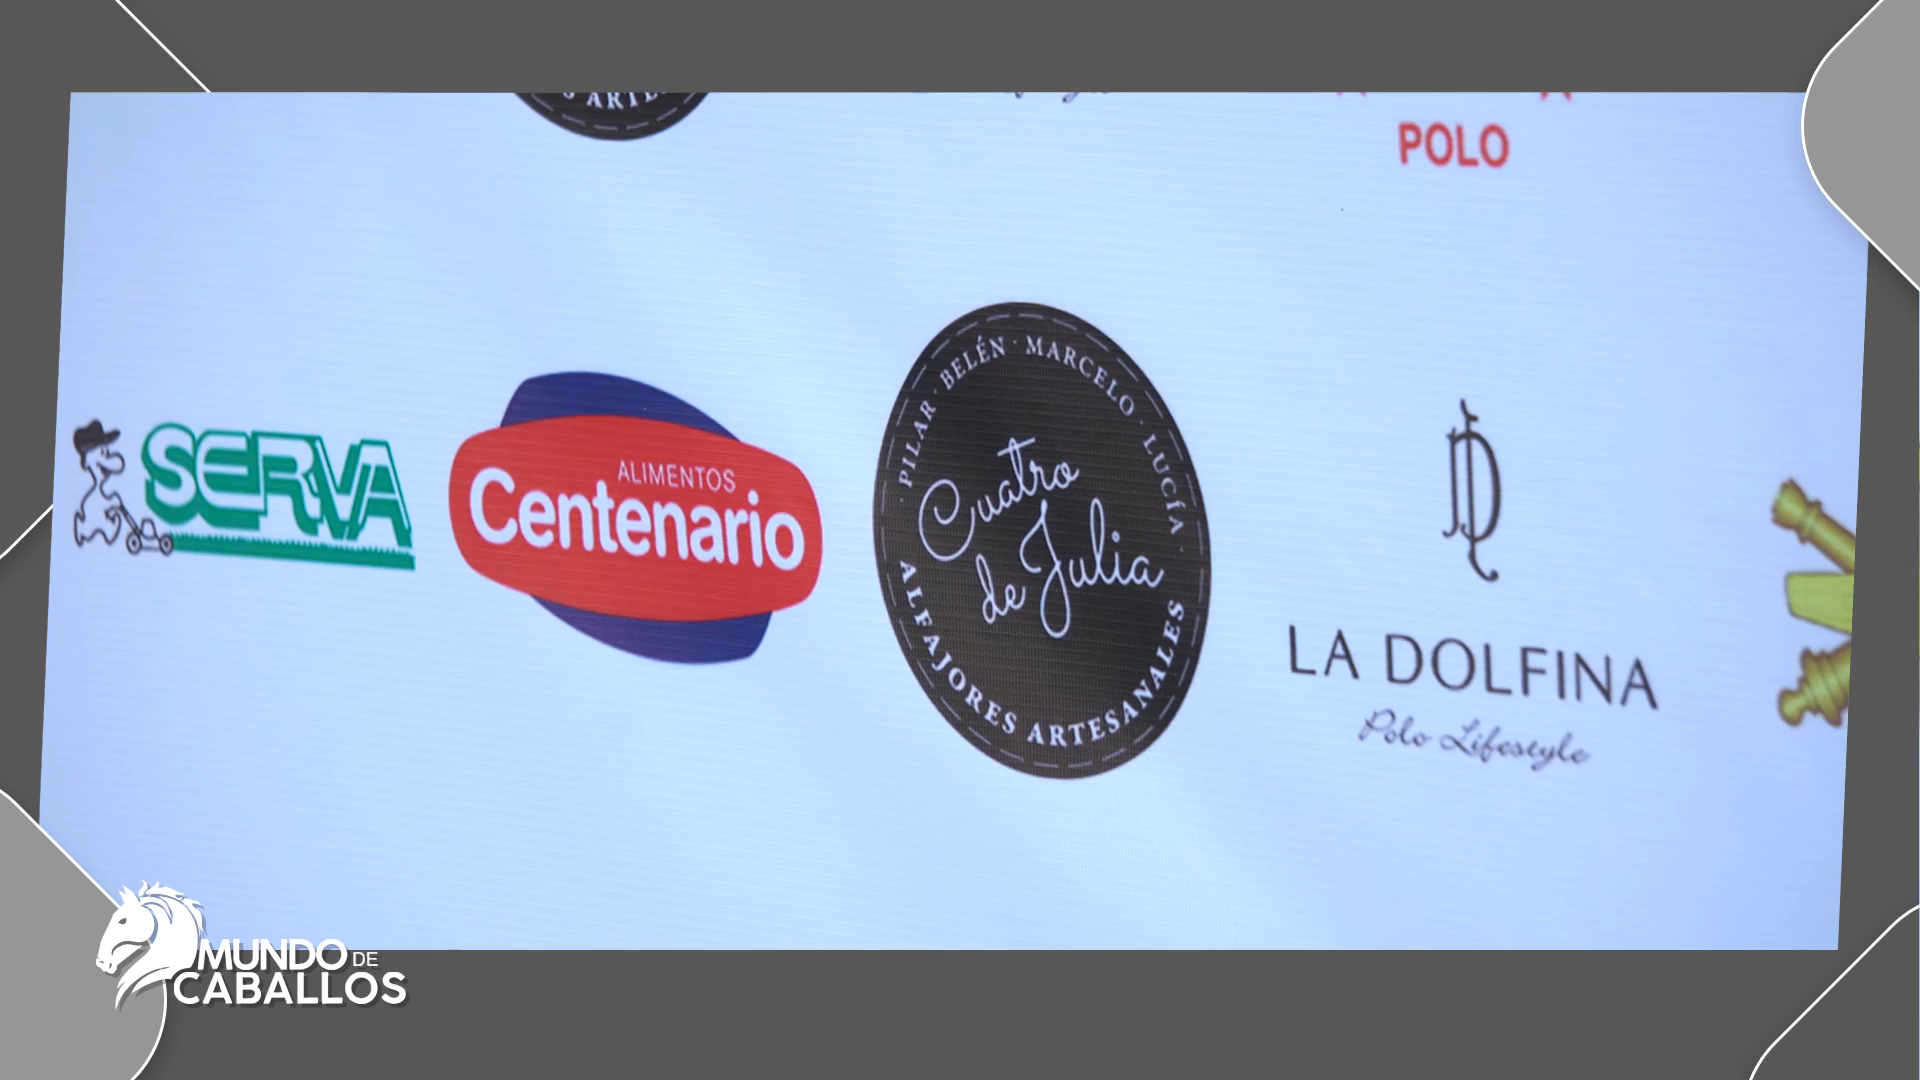 S ARTE
POLO
SERVA
ALIMENTOS
Centenario
· PILAR · BELÉN · MARCELO · LUCÍA ·
Cuatro
de Julia
ALFAJORES ARTESANALES
LA DOLFINA
Polo Lifestyle
MUNDO DE
CABALLOS